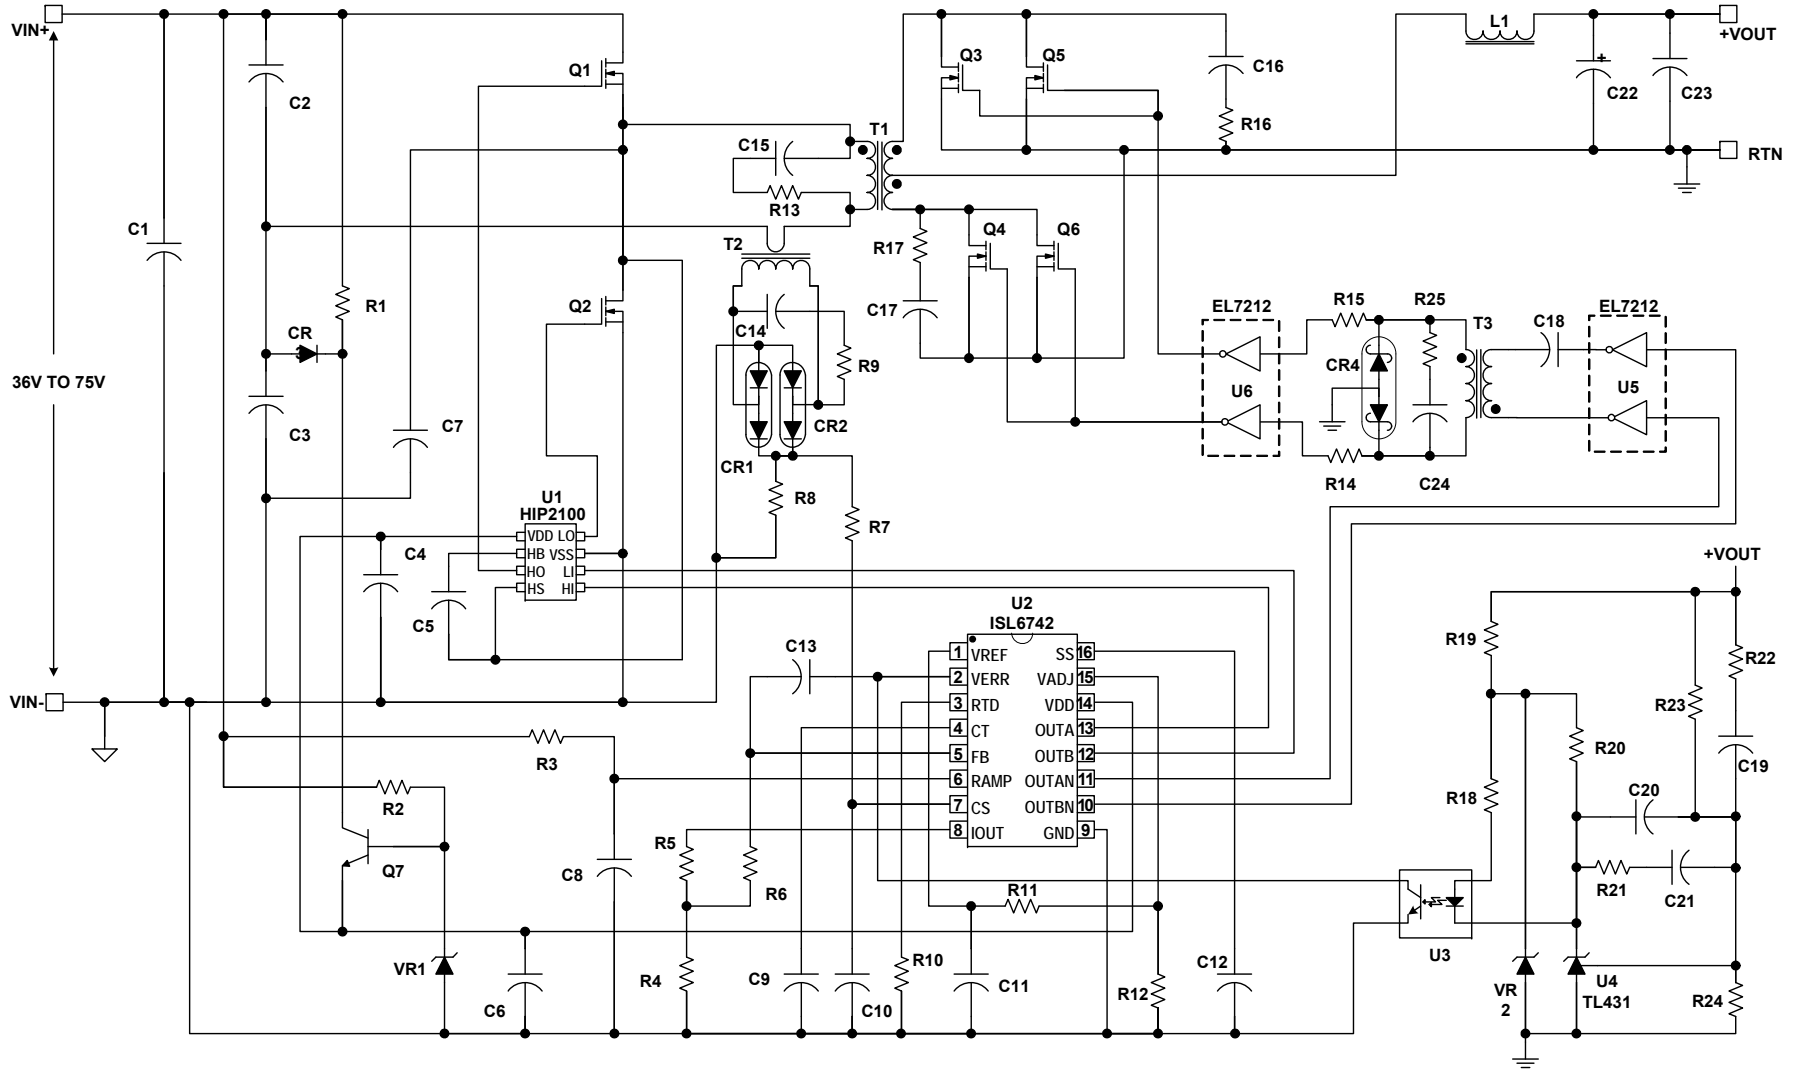 VIN+
+VOUT
L1
Q1
Q3
Q5
C16
C2
C22
C23
R16
T1
C15
RTN
R13
C1
T2
R17
Q4
Q6
R1
Q2
C14
C17
EL7212
R15
R25
T3
C18
EL7212
CR
R9
CR4
36V TO 75V
U6
U5
C3
C7
CR2
CR1
R14
C24
R8
U1
HIP2100
R7
VDD LO
HB VSS
HO LI
HS HI
C4
C5
+VOUT
U2
ISL6742
C13
R19
R22
1 VREF SS 16
2 VERR VADJ 15
3 RTD VDD 14
4 CT OUTA 13
5 FB OUTB 12
6 RAMP OUTAN 11
7 CS OUTBN 10
8 IOUT GND 9
VIN-
R23
R3
R20
C19
R2
R18
C20
R5
C8
Q7
R6
R11
R21
C21
U3
VR1
R10
C12
R4
C9
C11
R12
U4
TL431
VR
2
R24
C6
C10